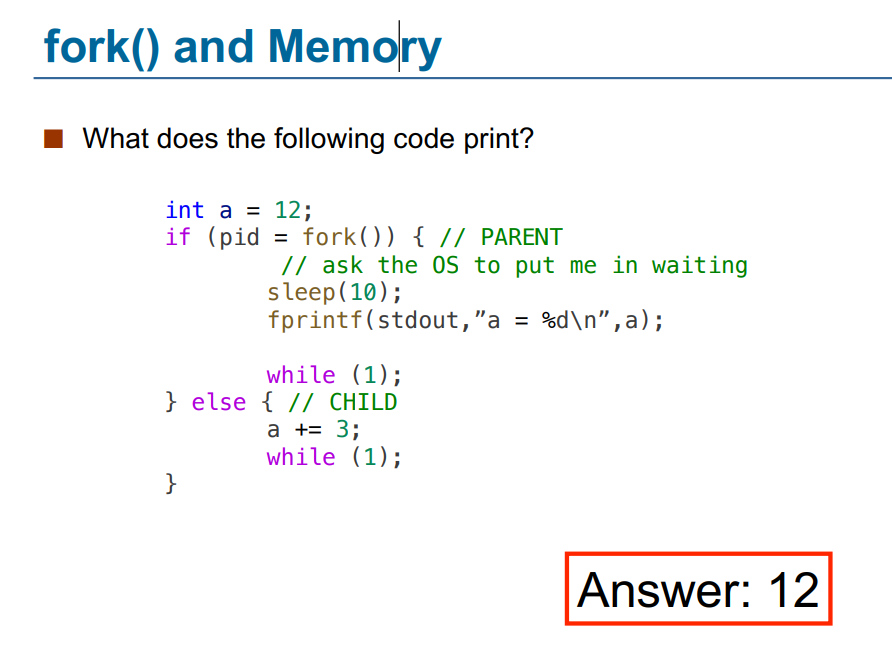 fork() and Memory
What does the following code print?
int a = 12;
if (pid = fork()) { // PARENT
// ask the OS to put me in waiting
sleep(10);
fprintf(stdout,”a = %d\n”,a);
while (1);
} else { // CHILD
a += 3;
while (1);
}
Answer: 12